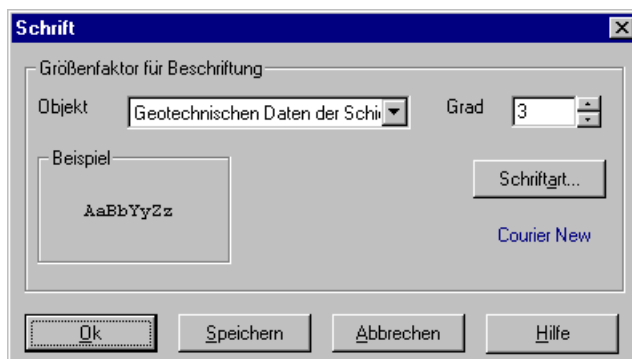 Schrift
Größenfaktor für Beschriftung
Objekt Geotechnischen Daten der Grad 3
Beispiel
AaBbYyZz
Schriftart...
Courier New
Ok Speichern Abbrechen Hilfe